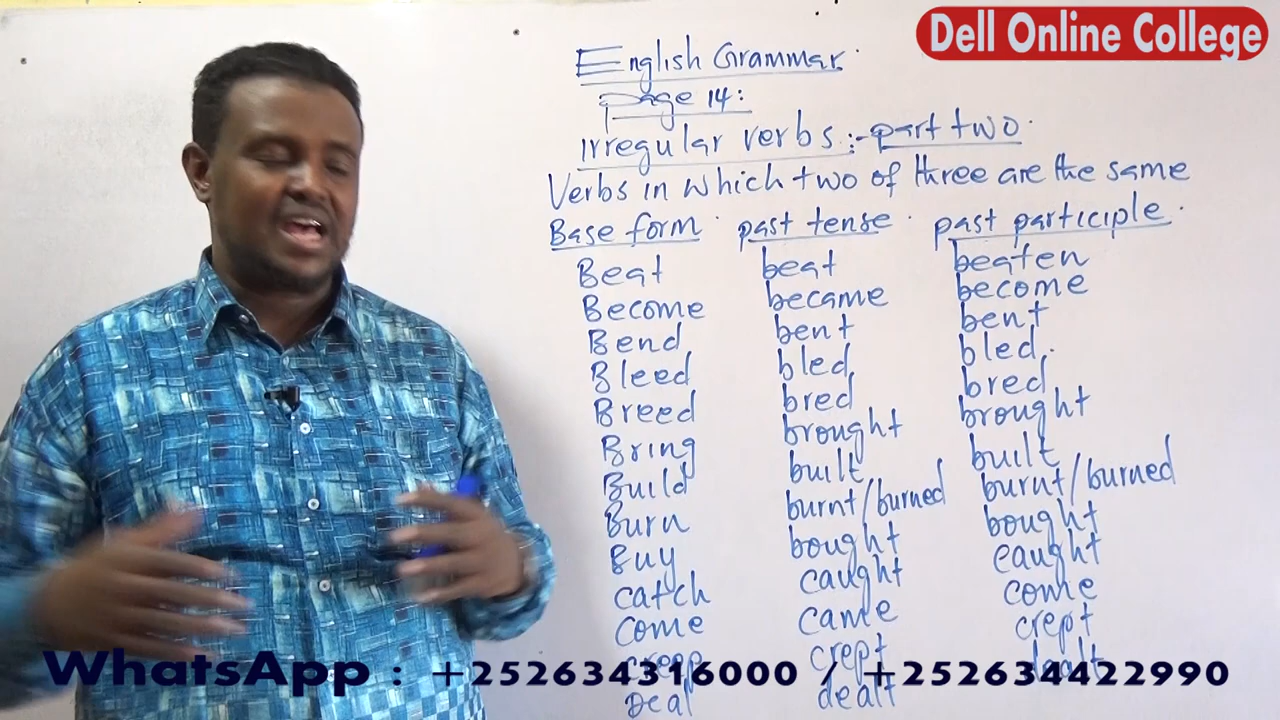 Dell Online College
English Grammar.
page 14:
Irregular verbs :- part two.
Verbs in which two of three are the same
Base form . past tense . past participle .
Beat beat beaten
Become became become
Bend bent bent
Bleed bled bled.
Breed bred bred
Bring brought brought
Build built built
Burn burnt/burned burnt/burned
Buy bought bought
catch caught caught
come came come
creep crept crept
Deal dealt dealt
WhatsApp : +252634316000 / +252634422990